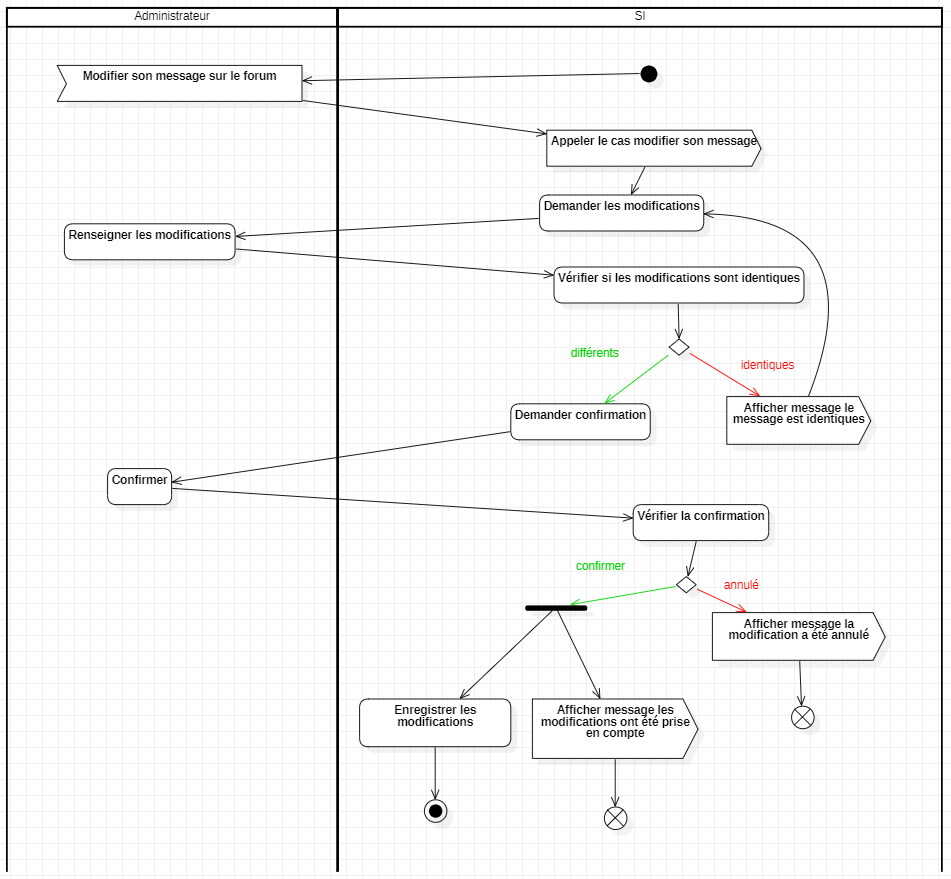 Administrateur
SI
Modifier son message sur le forum
Appeler le cas modifier son message
Demander les modifications
Renseigner les modifications
Vérifier si les modifications sont identiques
différents
identiques
Afficher message le
message est identiques
Demander confirmation
Confirmer
Vérifier la confirmation
confirmer
annulé
Afficher message la
modification a été annulé
Enregistrer les
modifications
Afficher message les
modifications ont été prise
en compte